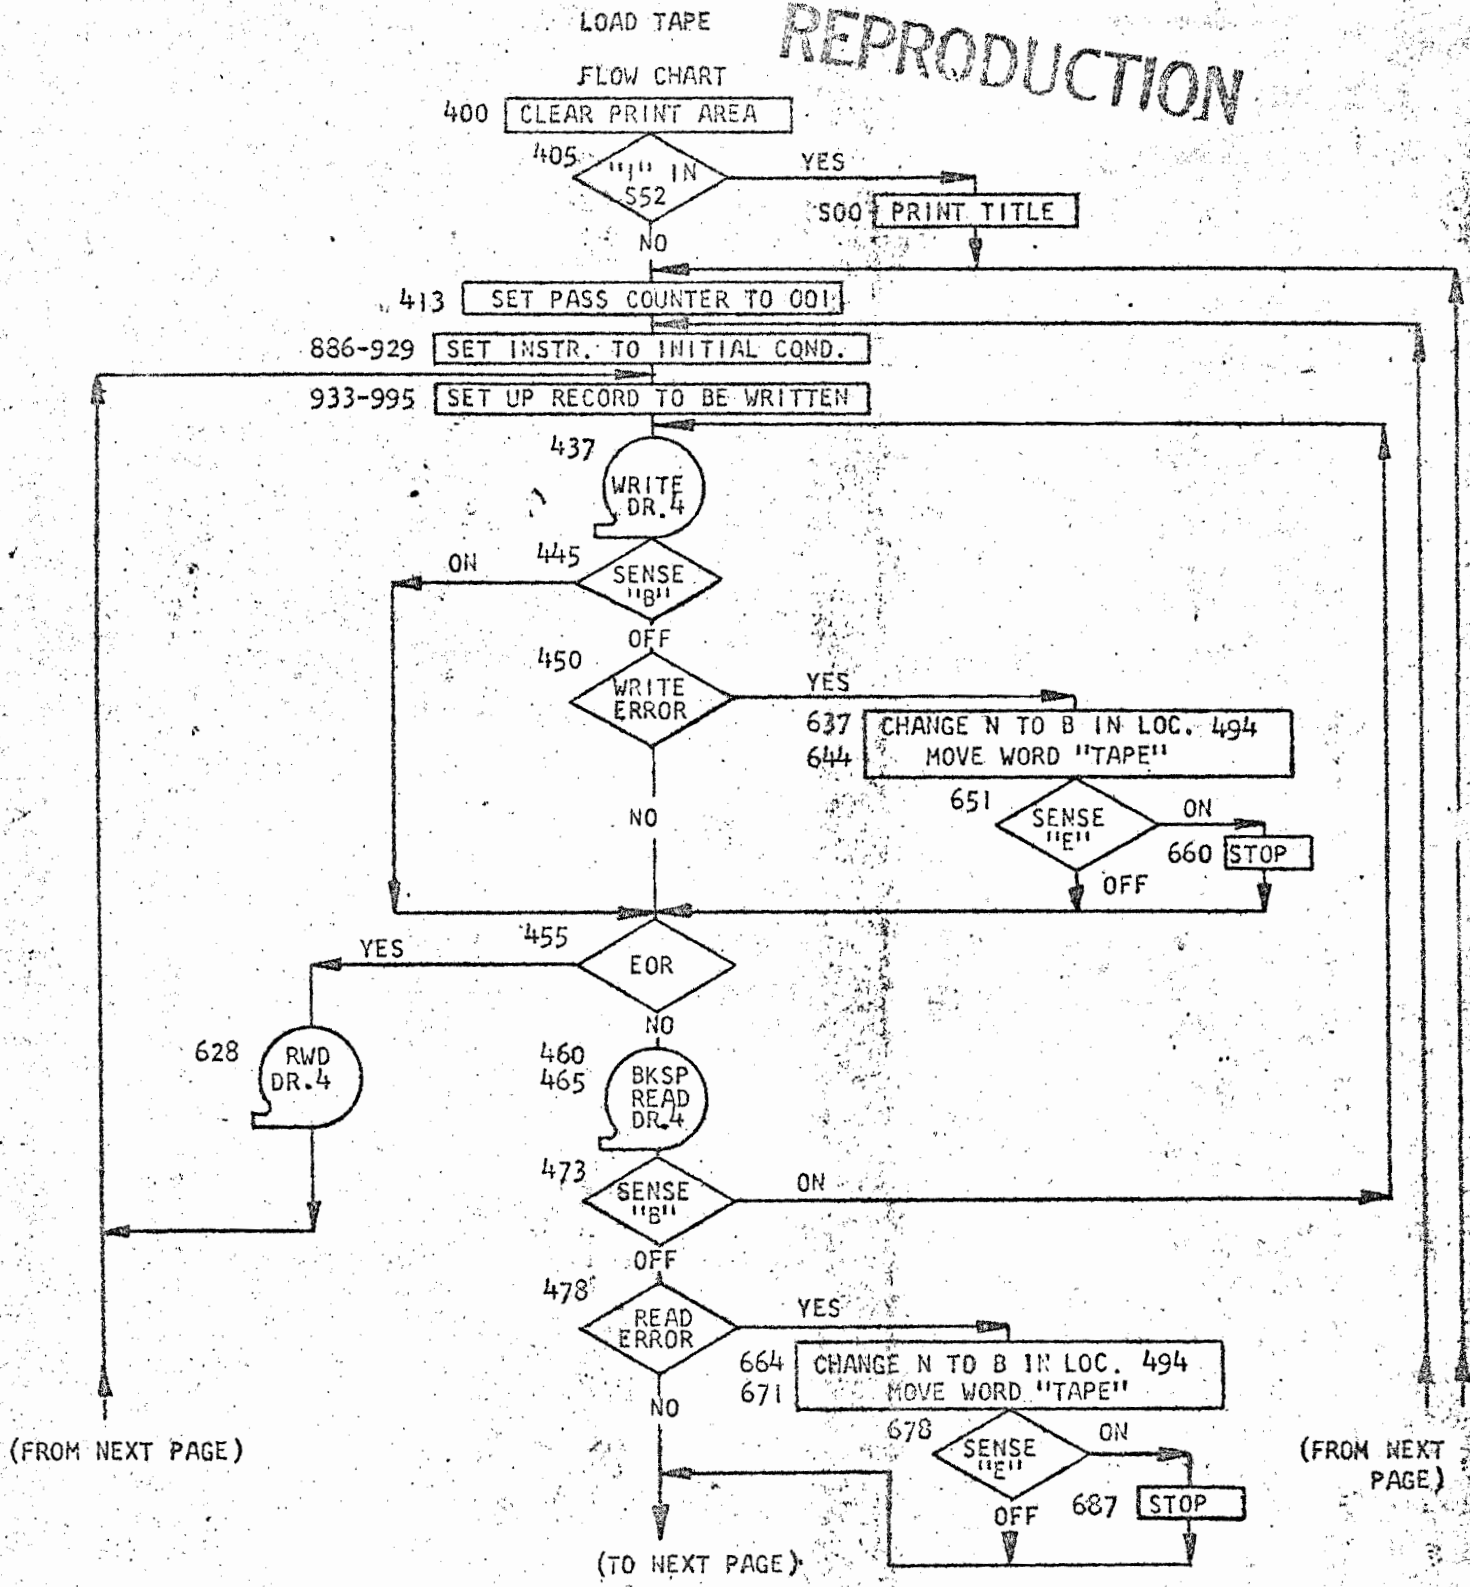 LOAD TAPE
REPRODUCTION
FLOW CHART
400 CLEAR PRINT AREA
405 "1" IN
S52
YES
S00 PRINT TITLE
NO
413 SET PASS COUNTER TO 001
886-929 SET INSTR. TO INITIAL COND.
933-995 SET UP RECORD TO BE WRITTEN
437
WRITE
DR.4
445
ON
SENSE
"B"
OFF
450
WRITE
ERROR
YES
637 CHANGE N TO B IN LOC. 494
644 MOVE WORD "TAPE"
651
SENSE
"E"
ON
660 STOP
OFF
NO
455
YES
EOR
NO
628
RWD
DR.4
460
465
BKSP
READ
DR.4
473
SENSE
"B"
ON
OFF
478
READ
ERROR
YES
664 CHANGE N TO B IN LOC. 494
671 MOVE WORD "TAPE"
NO
678
SENSE
"E"
ON
687 STOP
OFF
(FROM NEXT PAGE)
(FROM NEXT
PAGE)
(TO NEXT PAGE)